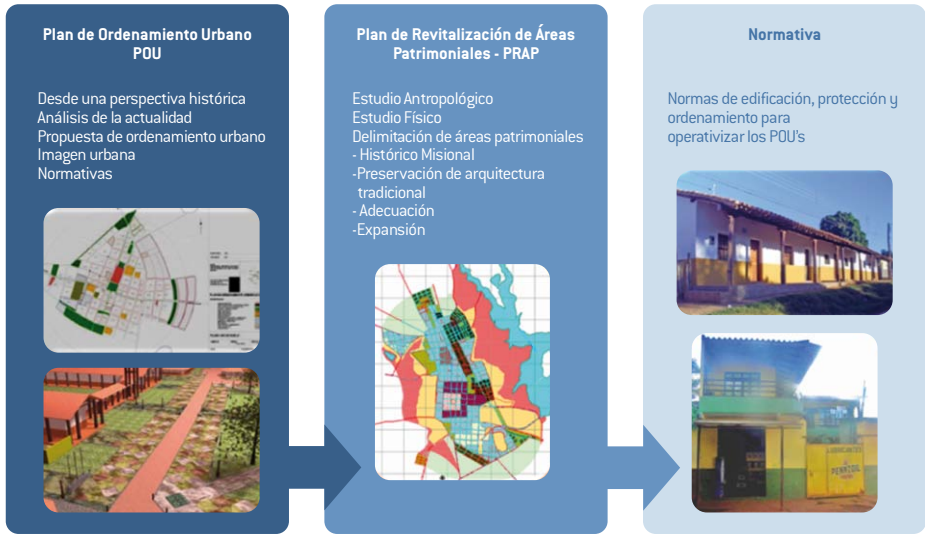 Plan de Ordenamiento Urbano
POU
Desde una perspectiva histórica
Análisis de la actualidad
Propuesta de ordenamiento urbano
Imagen urbana
Normativas
Plan de Revitalización de Áreas
Patrimoniales - PRAP
Estudio Antropológico
Estudio Físico
Delimitación de áreas patrimoniales
- Histórico Misional
-Preservación de arquitectura
tradicional
- Adecuación
-Expansión
Normativa
Normas de edificación, protección y
ordenamiento para
operativizar los POU's
LUBRICANTES
PENNZOIL